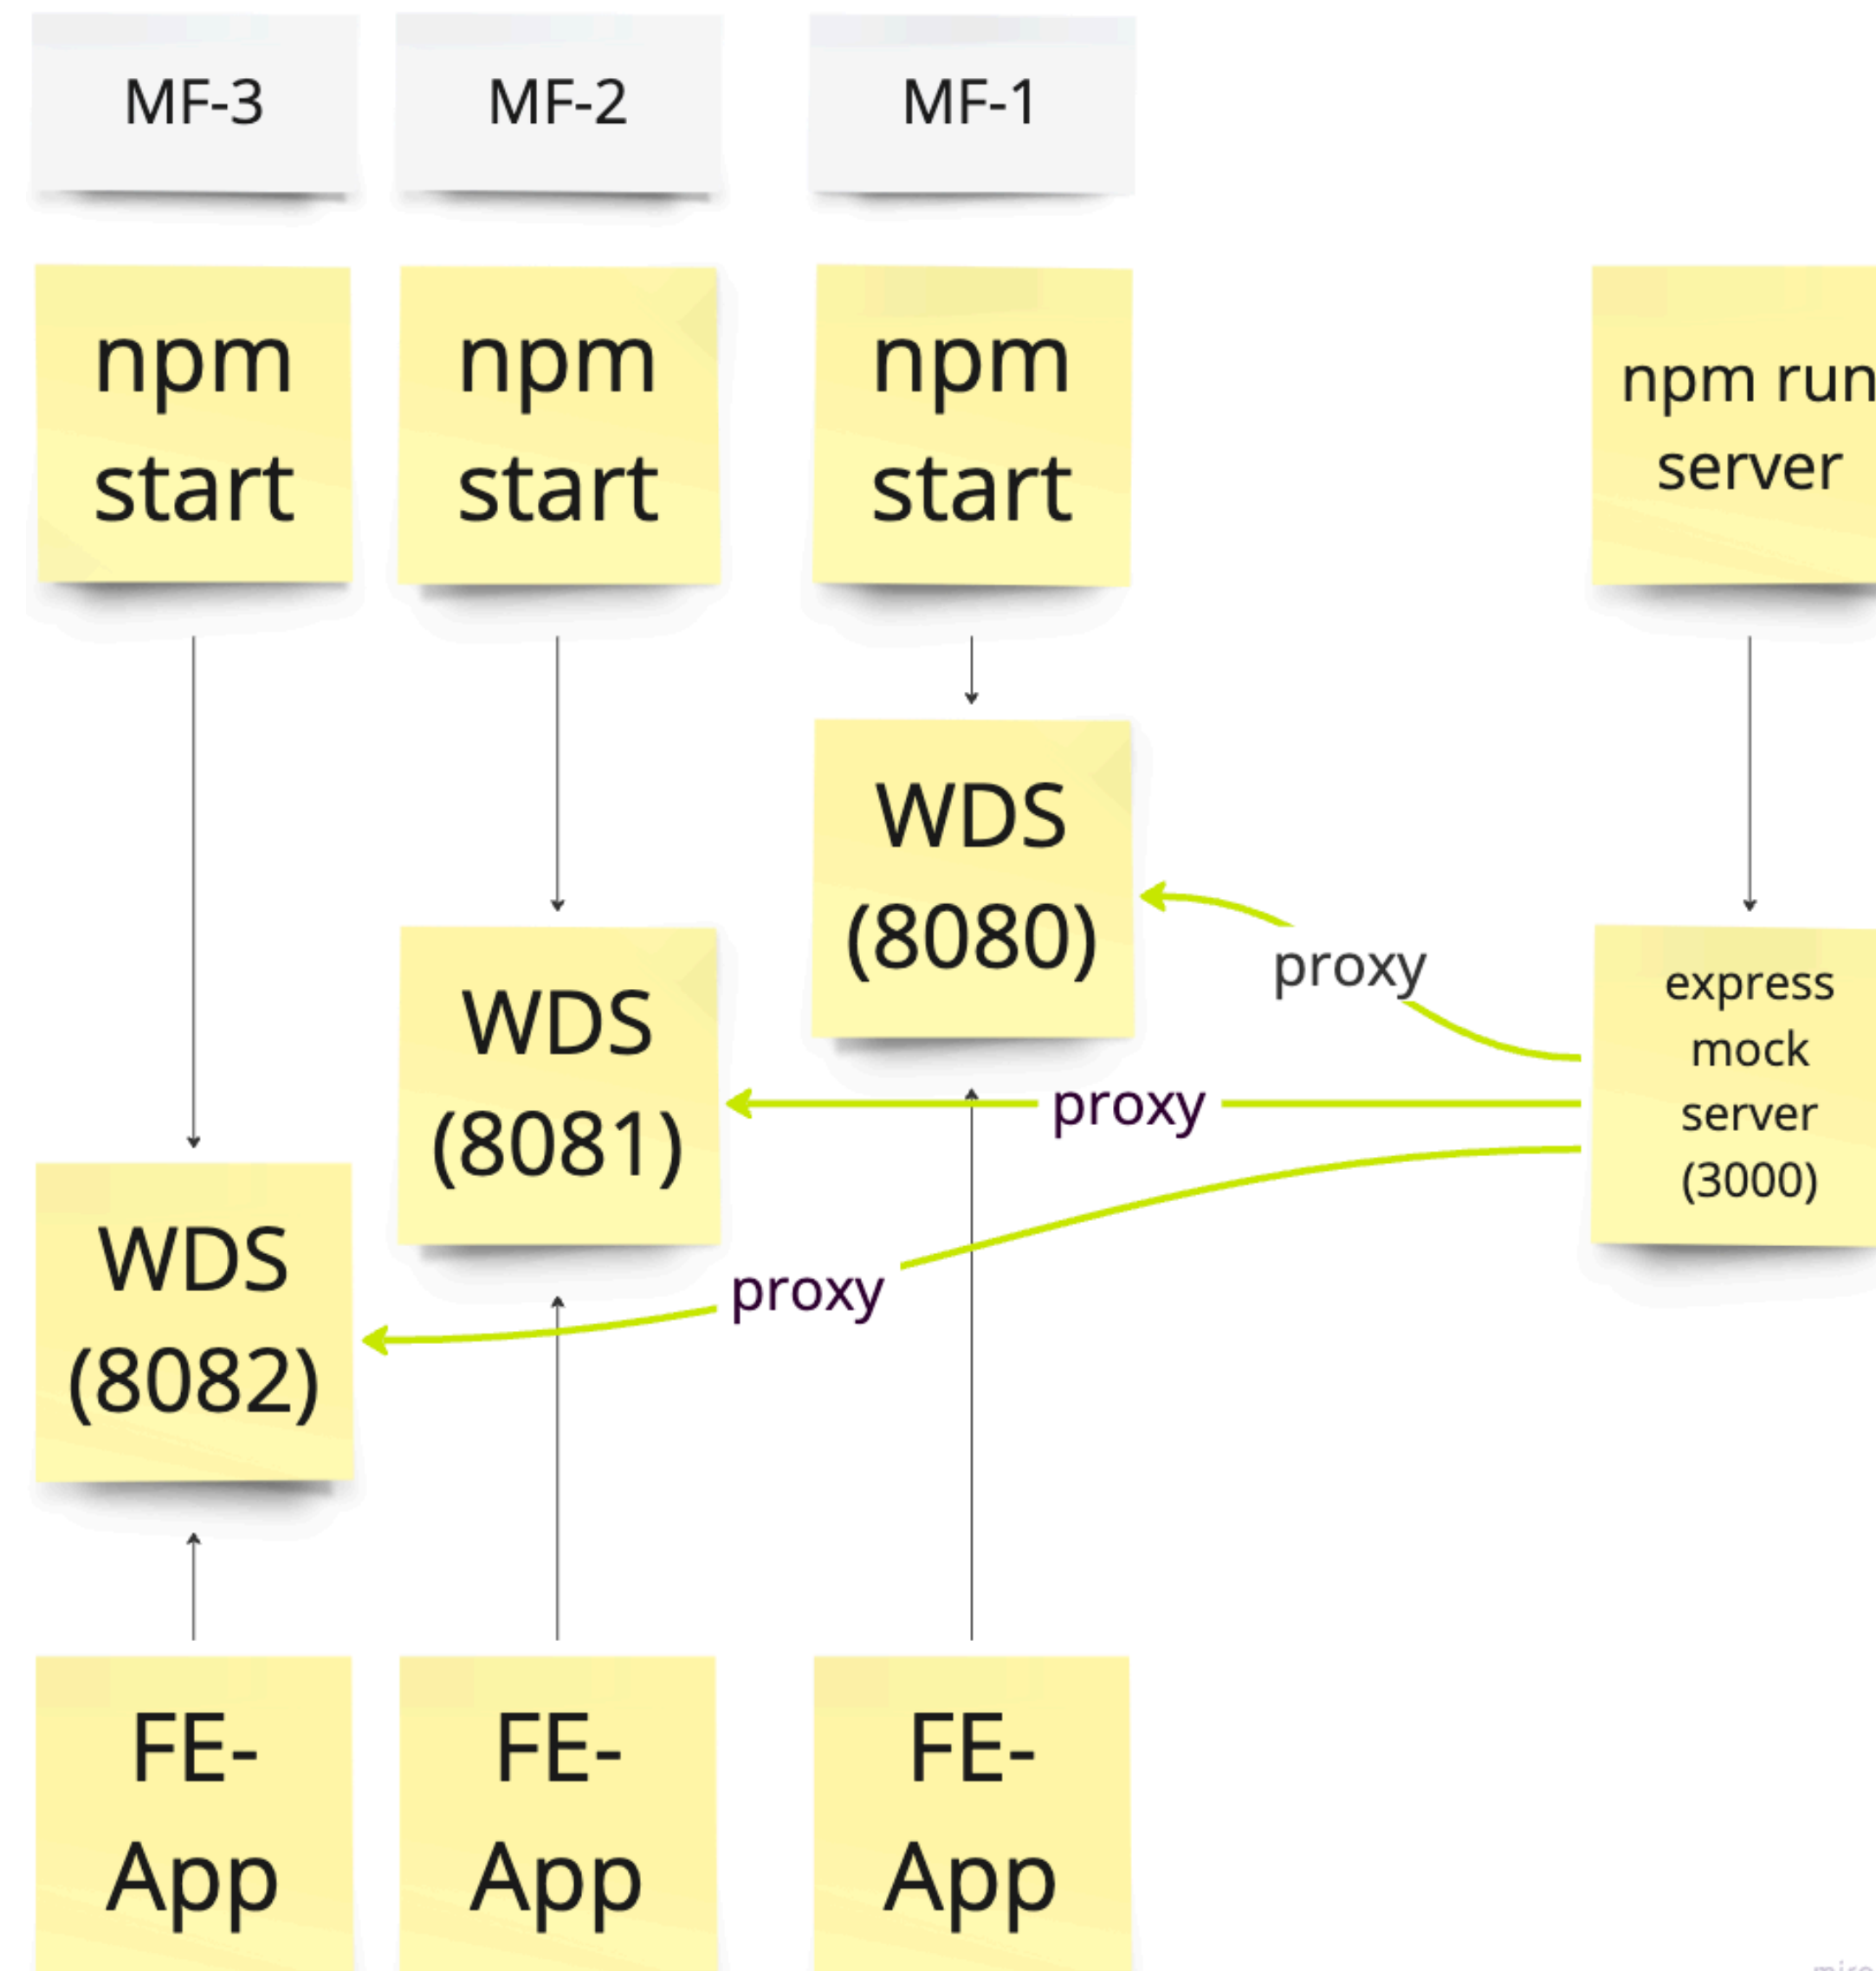 MF-3
MF-2
MF-1
npm
start
npm
start
npm
start
npm run
server
WDS
(8080)
proxy
express
mock
server
(3000)
WDS
(8081)
proxy
WDS
(8082)
proxy
FE-
App
FE-
App
FE-
App